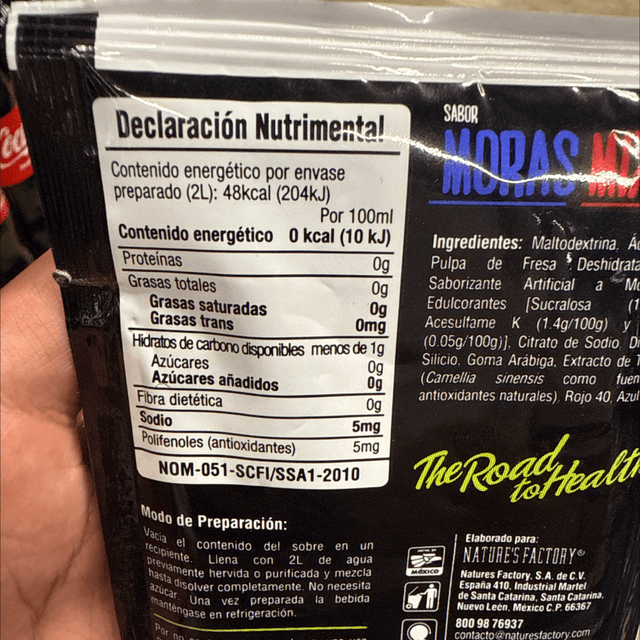 Declaración Nutrimental
Contenido energético por envase
preparado (2L): 48kcal (204kJ)
Por 100ml
Contenido energético 0 kcal (10 kJ)
Proteínas 0g
Grasas totales 0g
Grasas saturadas 0g
Grasas trans 0mg
Hidratos de carbono disponibles menos de 1g
Azúcares 0g
Azúcares añadidos 0g
Fibra dietética 0g
Sodio 5mg
Polifenoles (antioxidantes) 5mg
NOM-051-SCFI/SSA1-2010
Modo de Preparación:
Vacia el contenido del sobre en un
recipiente. Llena con 2L de agua
previamente hervida o purificada y mezcla
hasta disolver completamente. No necesita
azúcar. Una vez preparada la bebida
manténgase en refrigeración.
Por
SABOR
MORAS
Ingredientes: Maltodextrina,
Pulpa de Fresa Deshidrata
Saborizante Artificial a
Edulcorantes [Sucralosa
Acesulfame K (1.4g/100g) y
(0.05g/100g)], Citrato de Sodio,
Silicio, Goma Arábiga, Extracto de
(Camellia sinensis como
antioxidantes naturales), Rojo 40, Azul
The Road
to Health
Elaborado para:
NATURE'S FACTORY®
Natures Factory, S.A. de C.V.
España 410, Industrial Martel
de Santa Catarina, Santa Catarina,
Nuevo León, México C.P. 66367
800 98 76937
contacto@naturesfactory.com
MÉXICO